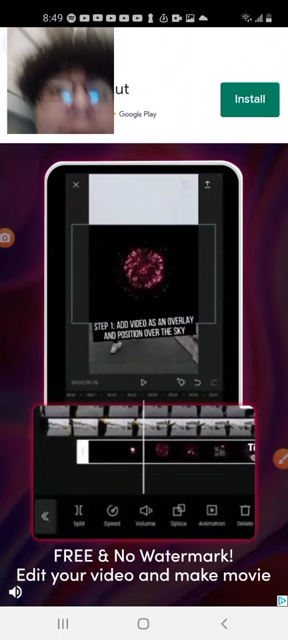 8:49
Google Play
Install
STEP 1: ADD VIDEO AS AN OVERLAY
AND POSITION OVER THE SKY
Split
Speed
Volume
Splice
Animation
Delete
FREE & No Watermark!
Edit your video and make movie